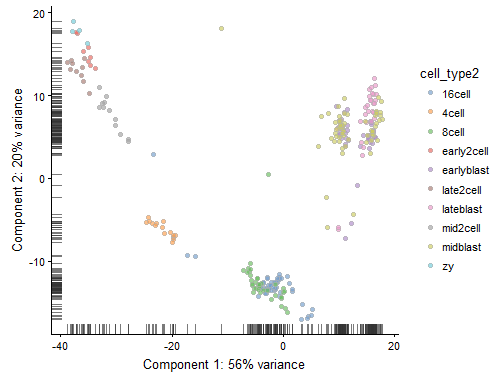 20
10
0
-10
Component 2: 20% variance
-40
-20
0
20
Component 1: 56% variance
cell_type2
16cell
4cell
8cell
early2cell
earlyblast
late2cell
lateblast
mid2cell
midblast
zy